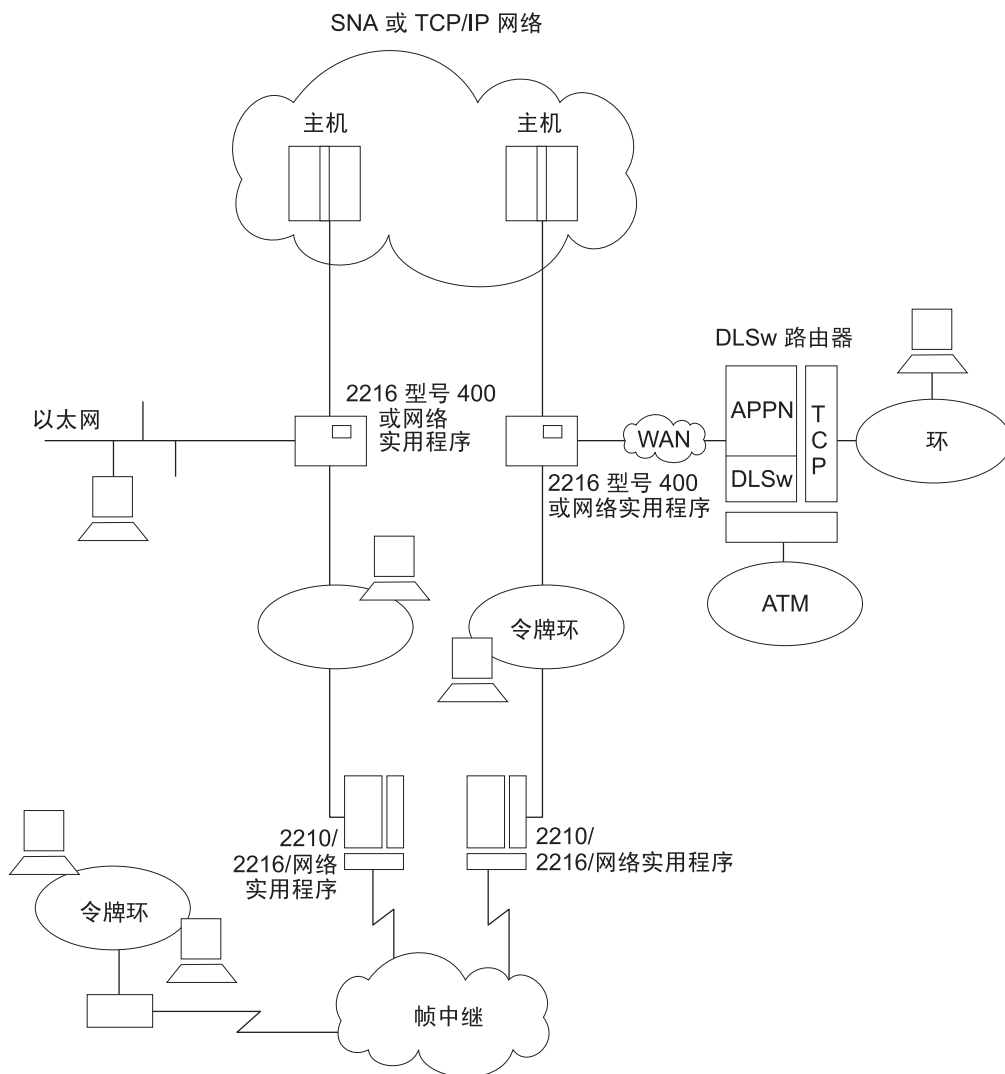 SNA 或 TCP/IP 网络
主机
主机
DLSw 路由器
2216 型号 400
或网络
实用程序
以太网
APPN
DLSw
TCP
WAN
环
2216 型号 400
或网络实用程序
ATM
令牌环
2210/
2216/网络
实用程序
2210/
2216/网络实用程序
令牌环
帧中继